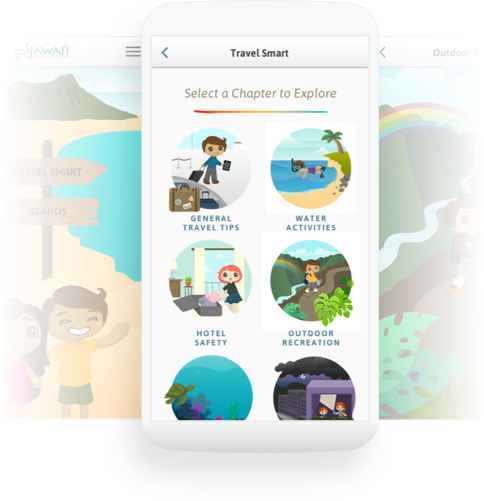 HAWAI'I
Travel Smart
Outdoor
Select a Chapter to Explore
TRAVEL SMART
ISLANDS
GENERAL
TRAVEL TIPS
WATER
ACTIVITIES
HOTEL
SAFETY
OUTDOOR
RECREATION